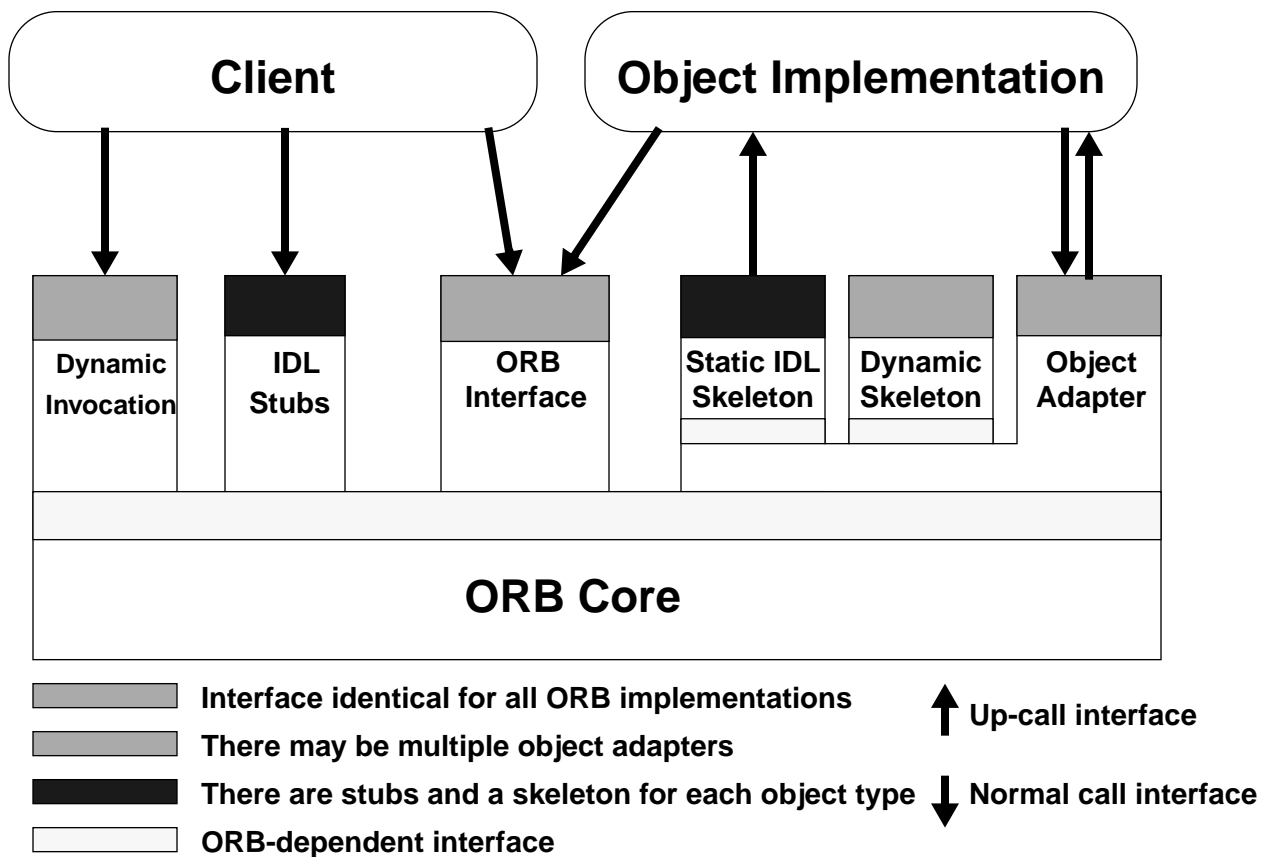 Client
Object Implementation
Dynamic
Invocation
IDL
Stubs
ORB
Interface
Static IDL
Skeleton
Dynamic
Skeleton
Object
Adapter
ORB Core
Interface identical for all ORB implementations
There may be multiple object adapters
There are stubs and a skeleton for each object type
ORB-dependent interface
Up-call interface
Normal call interface